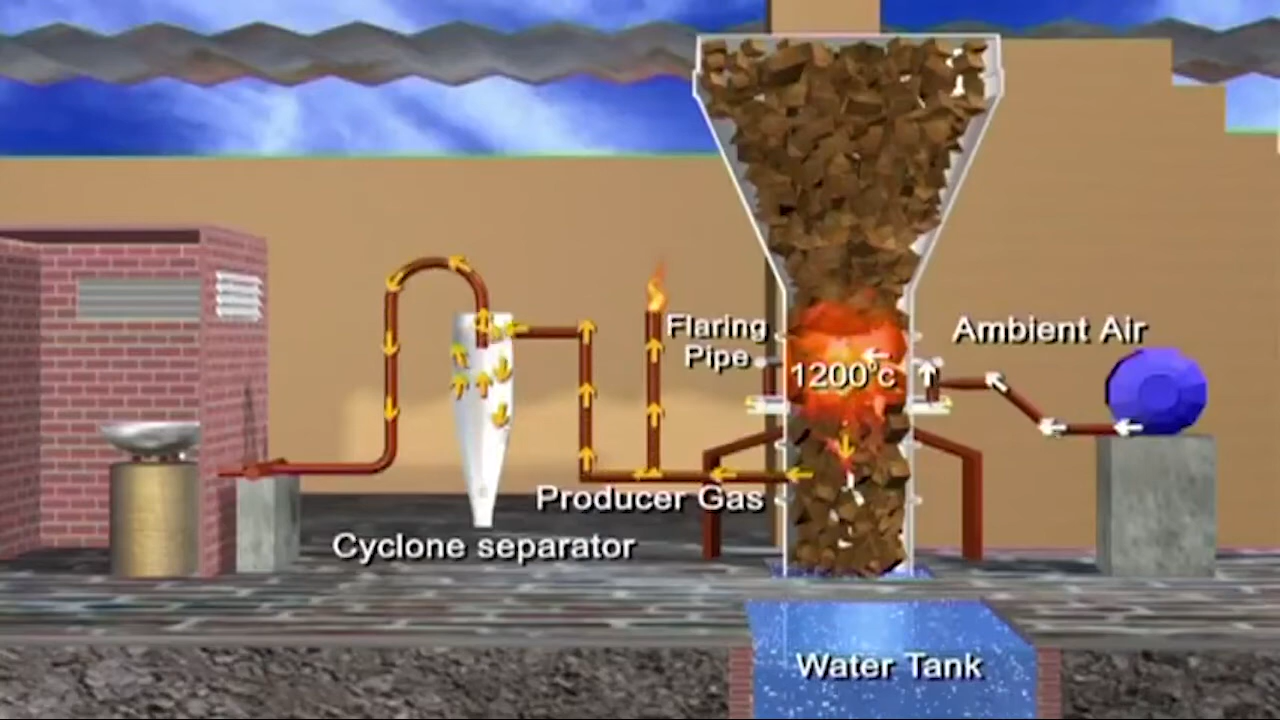 Flaring
Pipe
Ambient Air
1200°c
Producer Gas
Cyclone separator
Water Tank